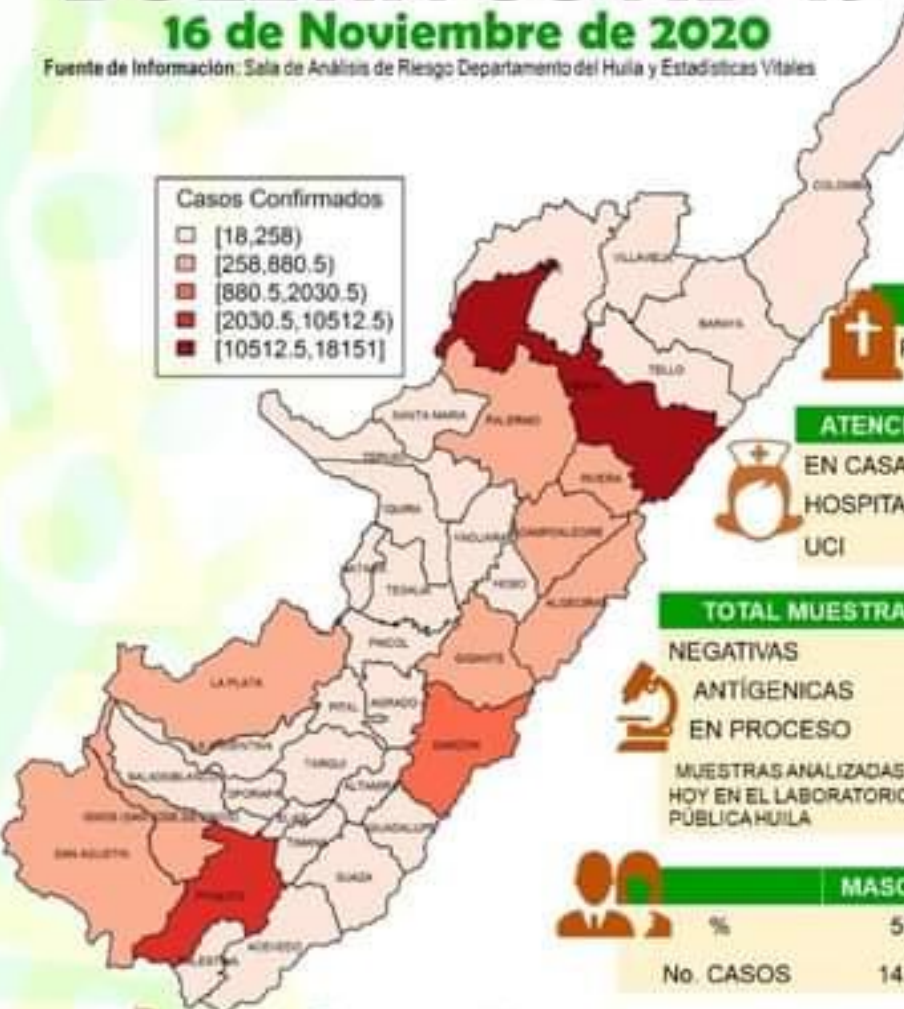 16 de Noviembre de 2020
Fuente de Información: Sala de Análisis de Riesgo Departamento del Huila y Estadísticas Vitales
Casos Confirmados
[18,258)
[258,880.5)
[880.5,2030.5)
[2030.5,10512.5)
[10512.5,18151]
COLOMBIA
VILLAVIEJA
BARAYA
TELLO
SANTA MARIA
PALERMO
TERUEL
RIVERA
IQUIRA
YAGUARA
CAMPOALEGRE
NATAGA
TESALIA
HOBO
ALGECIRAS
PAICOL
GIGANTE
LA PLATA
PITAL
AGRADO
GARZON
LA ARGENTINA
TARQUI
SALADOBLANCO
OPORAPA
ALTAMIRA
ELIAS
GUADALUPE
TIMANA
SAN AGUSTIN
SUAZA
PITALITO
ACEVEDO
PALESTINA
ATENC
EN CASA
HOSPITA
UCI
TOTAL MUESTRA
NEGATIVAS
ANTÍGENICAS
EN PROCESO
MUESTRAS ANALIZADAS
HOY EN EL LABORATORIO
PÚBLICA HUILA
MASC
% 5
No. CASOS 14